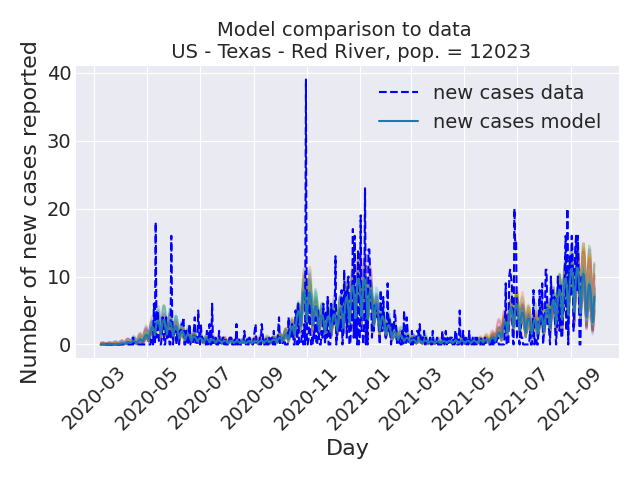 Model comparison to data
US - Texas - Red River, pop. = 12023
Number of new cases reported
40
30
20
10
0
new cases data
new cases model
2020-03
2020-05
2020-07
2020-09
2020-11
2021-01
2021-03
2021-05
2021-07
2021-09
Day